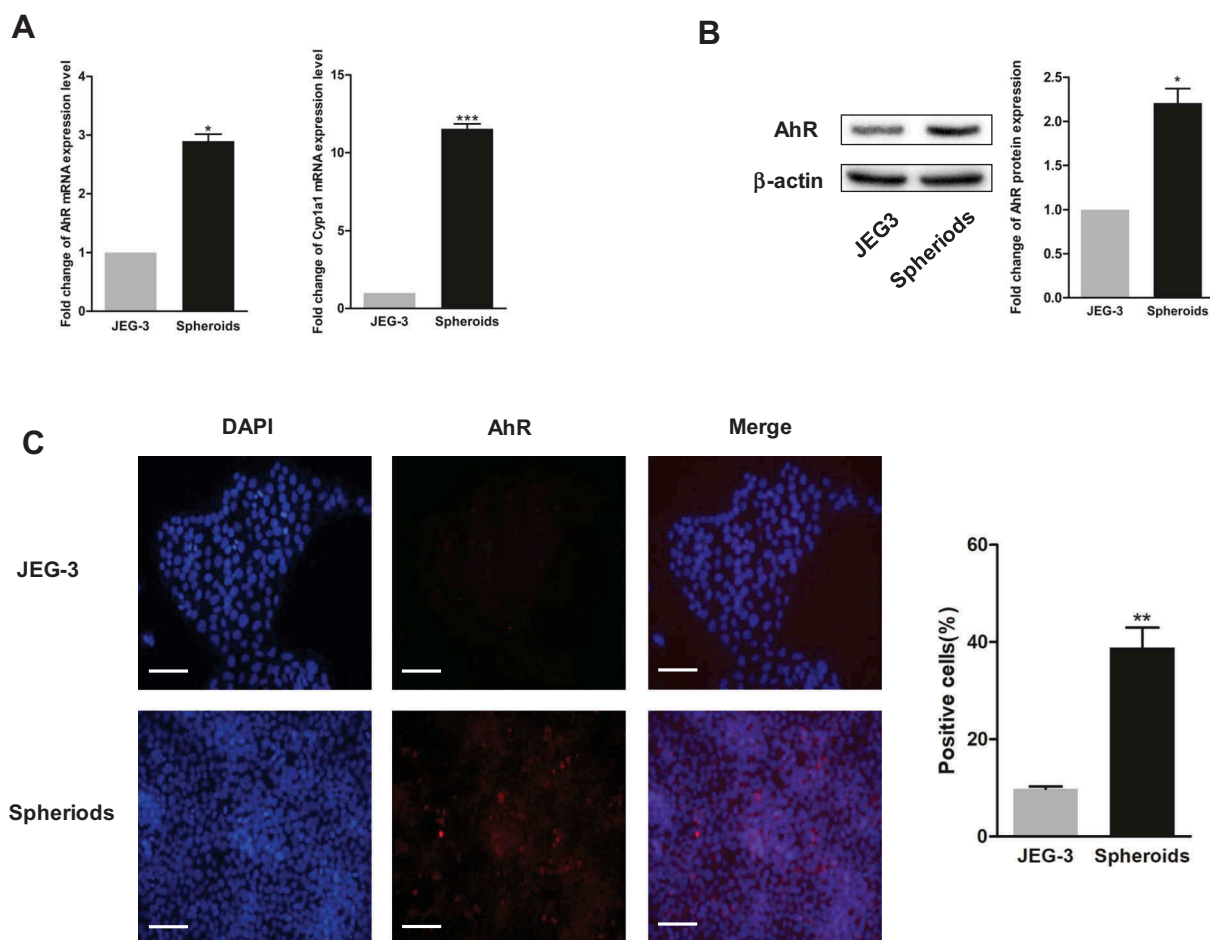 A
Fold change of AhR mRNA expression level
4
3
2
1
0
*
JEG-3
Spheroids
Fold change of Cyp1a1 mRNA expression level
15
10
5
0
***
JEG-3
Spheroids
B
AhR
β-actin
JEG3
Spheriods
Fold change of AhR protein expression
2.5
2.0
1.5
1.0
0.5
0.0
*
JEG-3
Spheroids
C
DAPI
AhR
Merge
JEG-3
Spheriods
Positive cells(%)
60
40
20
0
**
JEG-3
Spheroids